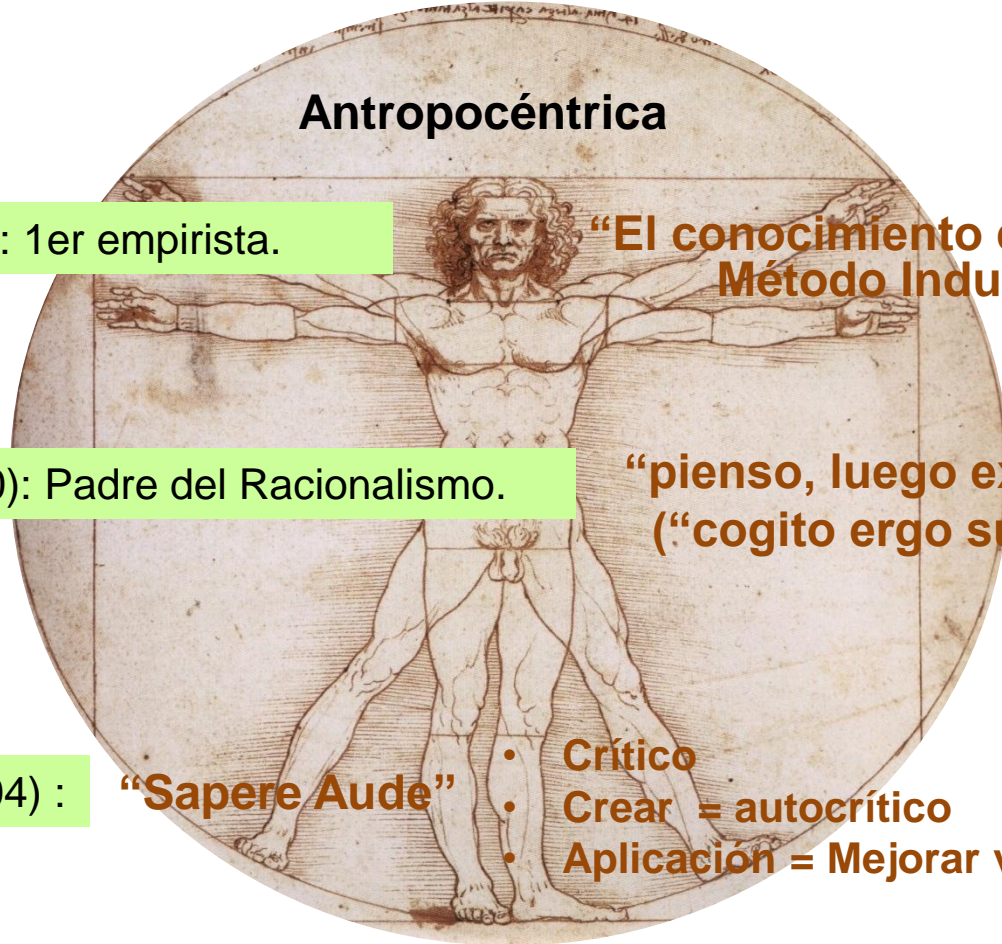 Antropocéntrica
: 1er empirista.
“El conocimiento
Método Indu
0): Padre del Racionalismo.
“pienso, luego ex
(“cogito ergo su
04) :
“Sapere Aude”
• Crítico
• Crear = autocrítico
• Aplicación = Mejorar v